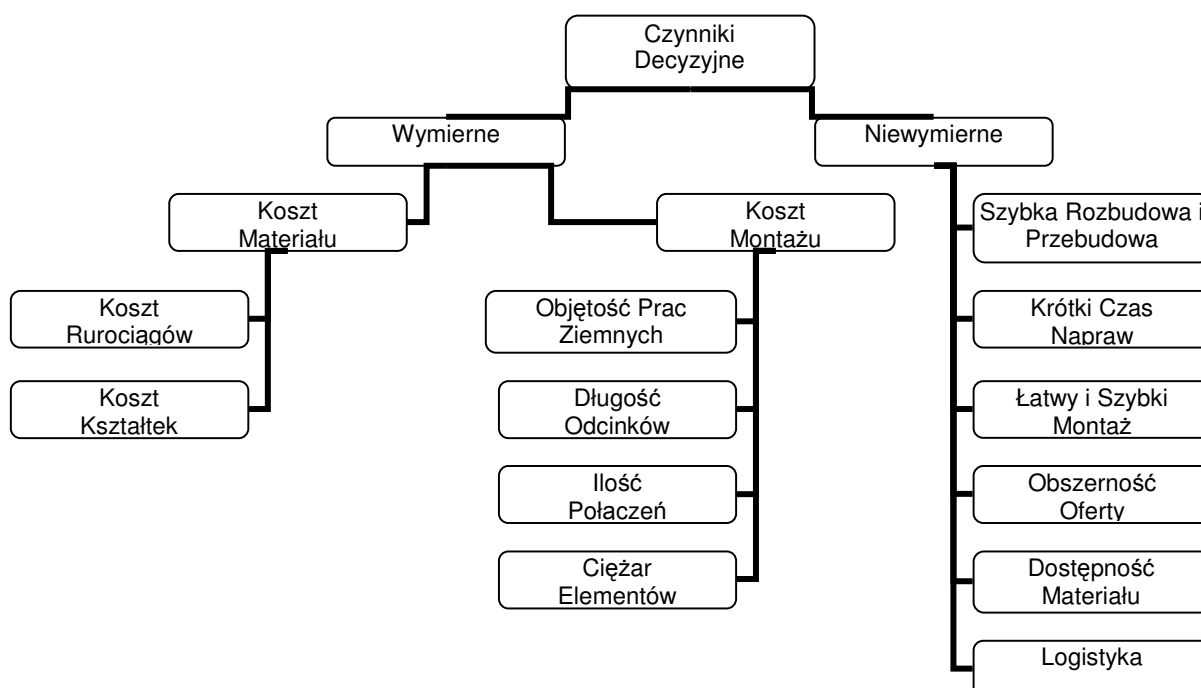 Czynniki
Decyzyjne
Wymierne
Niewymierne
Koszt
Materiału
Koszt
Montażu
Szybka Rozbudowa i
Przebudowa
Koszt
Rurociągów
Objętość Prac
Ziemnych
Krótki Czas
Napraw
Koszt
Kształtek
Długość
Odcinków
Łatwy i Szybki
Montaż
Ilość
Połączeń
Obszerność
Oferty
Ciężar
Elementów
Dostępność
Materiału
Logistyka